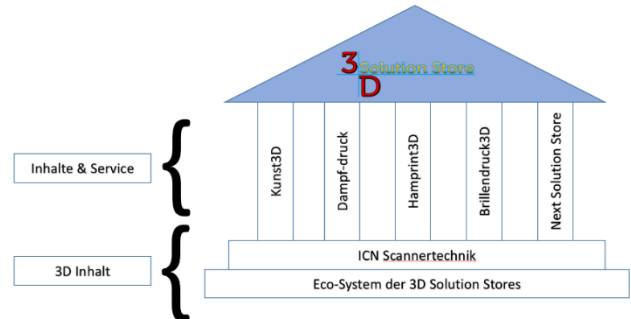 3 Solution Store
D
Inhalte & Service
Kunst3D
Dampf-druck
Hamprint3D
Brillendruck3D
Next Solution Store
3D Inhalt
ICN Scannertechnik
Eco-System der 3D Solution Stores